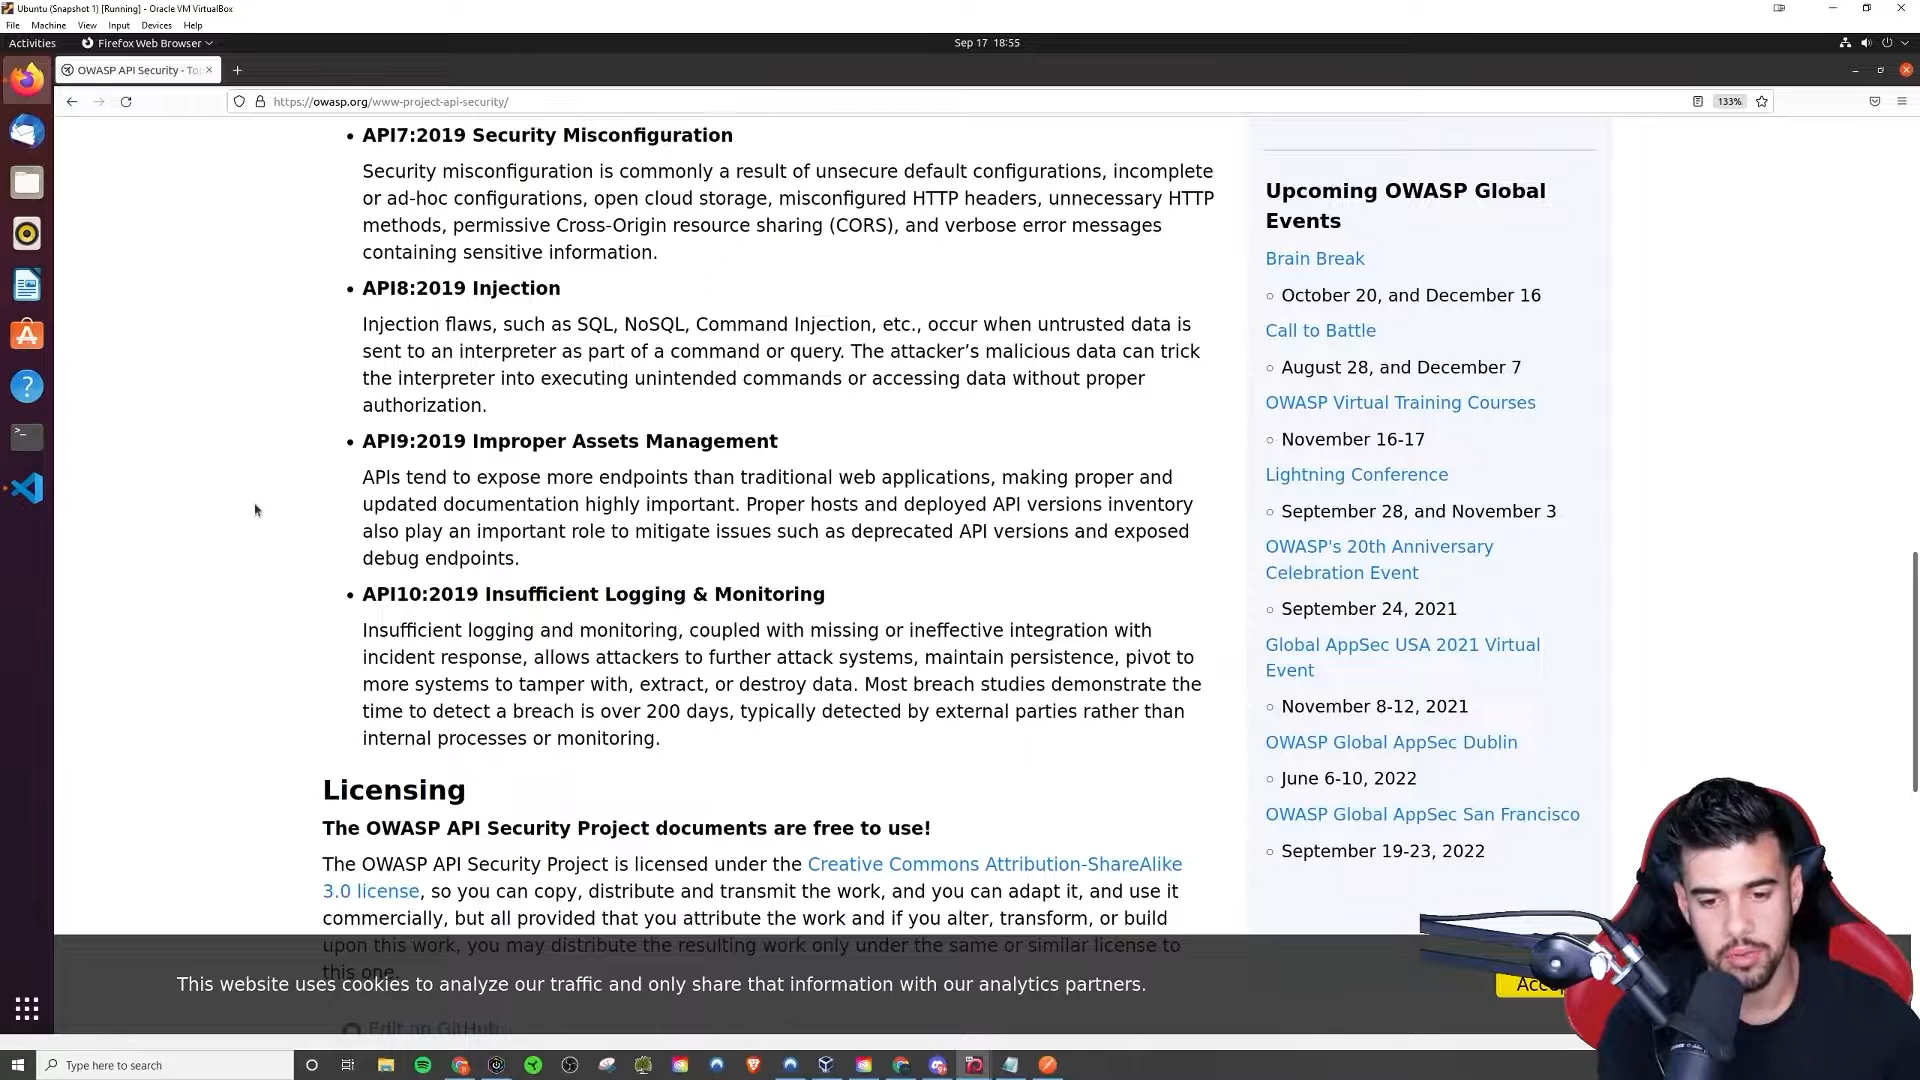 Ubuntu (Snapshot 1) [Running] - Oracle VM VirtualBox
File Machine View Input Devices Help
Activities Firefox Web Browser Sep 17 18:55
OWASP API Security - To
https://owasp.org/www-project-api-security/ 133%
• API7:2019 Security Misconfiguration
Security misconfiguration is commonly a result of unsecure default configurations, incomplete
or ad-hoc configurations, open cloud storage, misconfigured HTTP headers, unnecessary HTTP
methods, permissive Cross-Origin resource sharing (CORS), and verbose error messages
containing sensitive information.
• API8:2019 Injection
Injection flaws, such as SQL, NoSQL, Command Injection, etc., occur when untrusted data is
sent to an interpreter as part of a command or query. The attacker’s malicious data can trick
the interpreter into executing unintended commands or accessing data without proper
authorization.
• API9:2019 Improper Assets Management
APIs tend to expose more endpoints than traditional web applications, making proper and
updated documentation highly important. Proper hosts and deployed API versions inventory
also play an important role to mitigate issues such as deprecated API versions and exposed
debug endpoints.
• API10:2019 Insufficient Logging & Monitoring
Insufficient logging and monitoring, coupled with missing or ineffective integration with
incident response, allows attackers to further attack systems, maintain persistence, pivot to
more systems to tamper with, extract, or destroy data. Most breach studies demonstrate the
time to detect a breach is over 200 days, typically detected by external parties rather than
internal processes or monitoring.
Licensing
The OWASP API Security Project documents are free to use!
The OWASP API Security Project is licensed under the Creative Commons Attribution-ShareAlike
3.0 license, so you can copy, distribute and transmit the work, and you can adapt it, and use it
commercially, but all provided that you attribute the work and if you alter, transform, or build
upon this work, you may distribute the resulting work only under the same or similar license to
this one.
Edit on GitHub
Upcoming OWASP Global
Events
Brain Break
October 20, and December 16
Call to Battle
August 28, and December 7
OWASP Virtual Training Courses
November 16-17
Lightning Conference
September 28, and November 3
OWASP's 20th Anniversary
Celebration Event
September 24, 2021
Global AppSec USA 2021 Virtual
Event
November 8-12, 2021
OWASP Global AppSec Dublin
June 6-10, 2022
OWASP Global AppSec San Francisco
September 19-23, 2022
This website uses cookies to analyze our traffic and only share that information with our analytics partners.
Type here to search